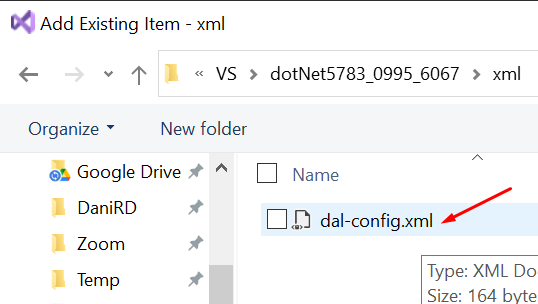 Add Existing Item - xml
« VS › dotNet5783_0995_6067 › xml
Organize New folder
Google Drive
Name
DaniRD
dal-config.xml
Zoom
Temp
Type: XML Do
Size: 164 byte